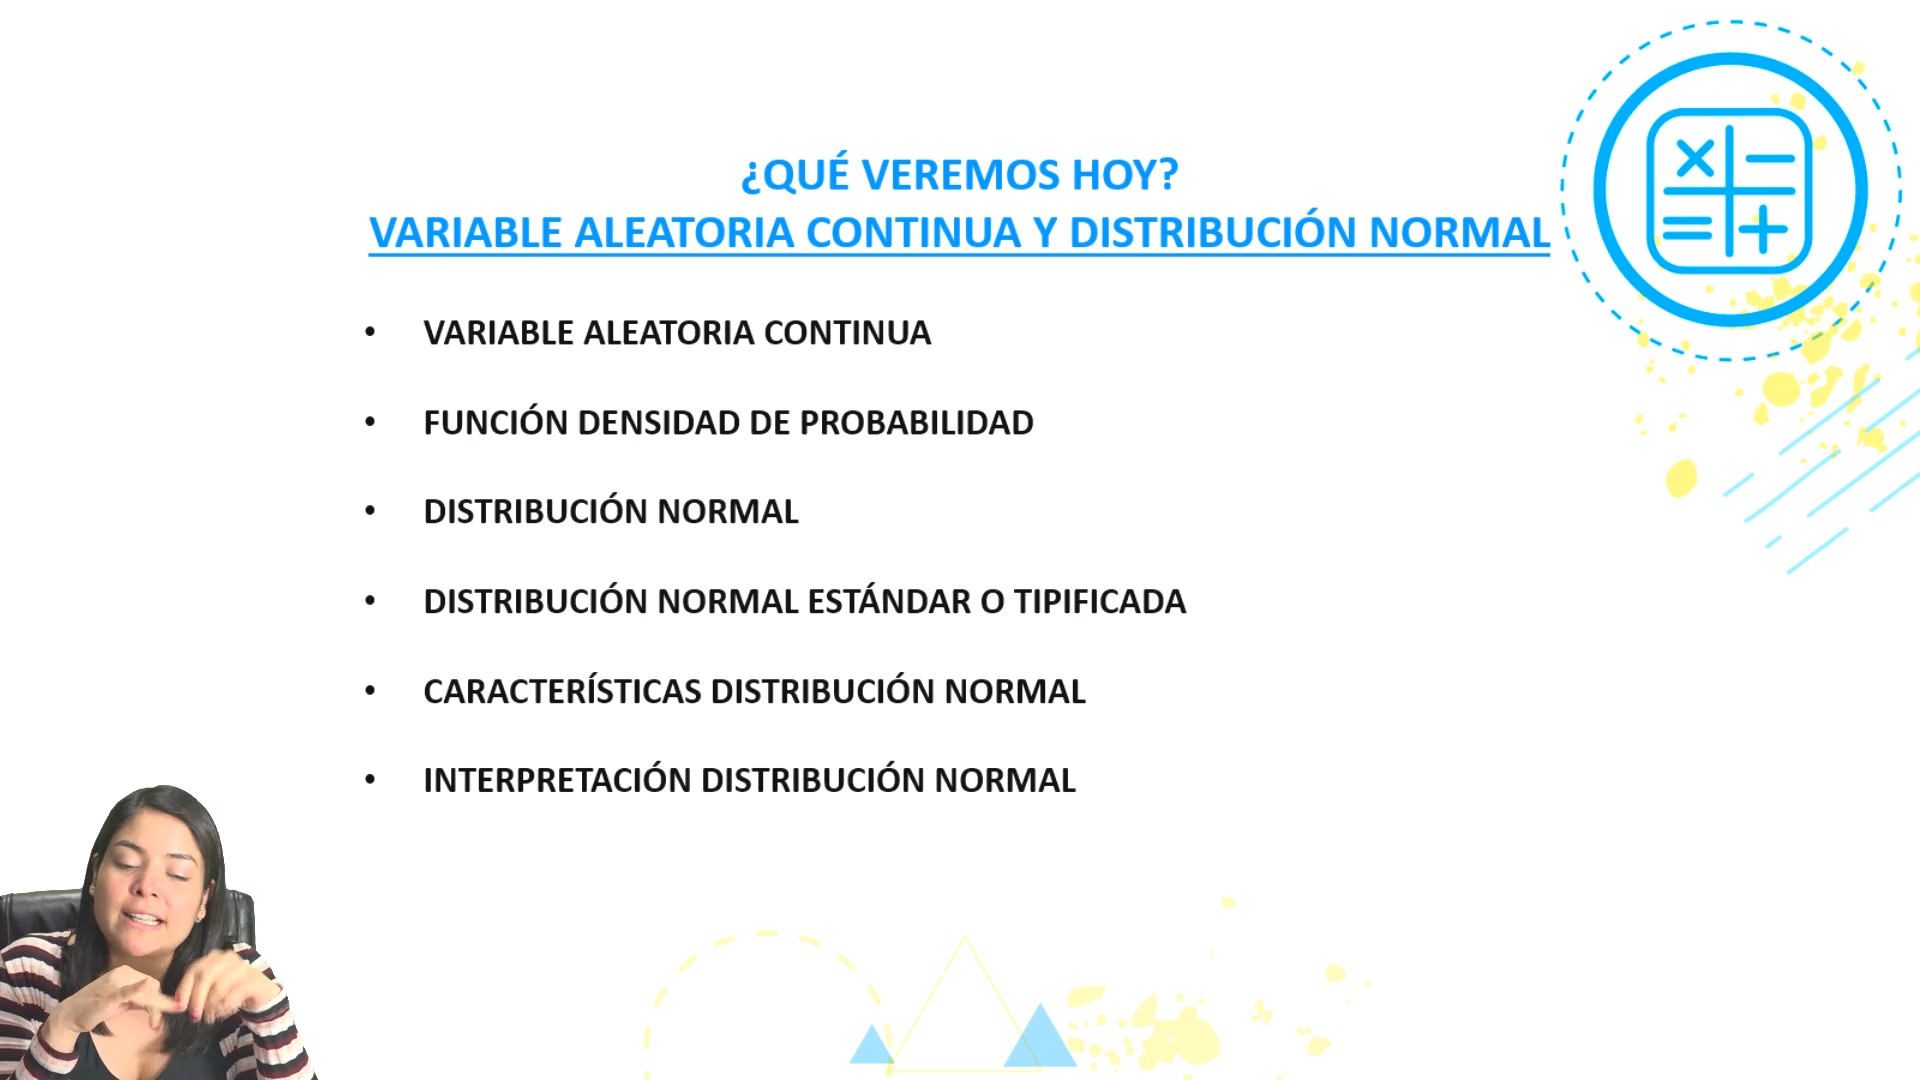 ¿QUÉ VEREMOS HOY?
VARIABLE ALEATORIA CONTINUA Y DISTRIBUCIÓN NORMAL
• VARIABLE ALEATORIA CONTINUA
• FUNCIÓN DENSIDAD DE PROBABILIDAD
• DISTRIBUCIÓN NORMAL
• DISTRIBUCIÓN NORMAL ESTÁNDAR O TIPIFICADA
• CARACTERÍSTICAS DISTRIBUCIÓN NORMAL
• INTERPRETACIÓN DISTRIBUCIÓN NORMAL